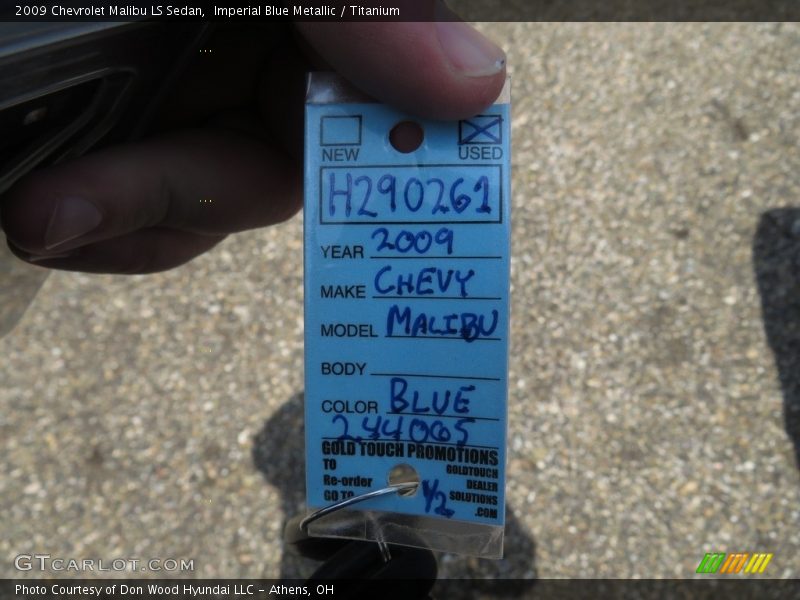 2009 Chevrolet Malibu LS Sedan, Imperial Blue Metallic / Titanium
NEW USED
H290261
YEAR 2009
MAKE CHEVY
MODEL MALIBU
BODY
COLOR BLUE
244065
GOLD TOUCH PROMOTIONS
TO
Re-order
GO TO
GOLDTOUCH
DEALER
SOLUTIONS
.COM
1/2
GTCARLOT.COM
Photo Courtesy of Don Wood Hyundai LLC - Athens, OH